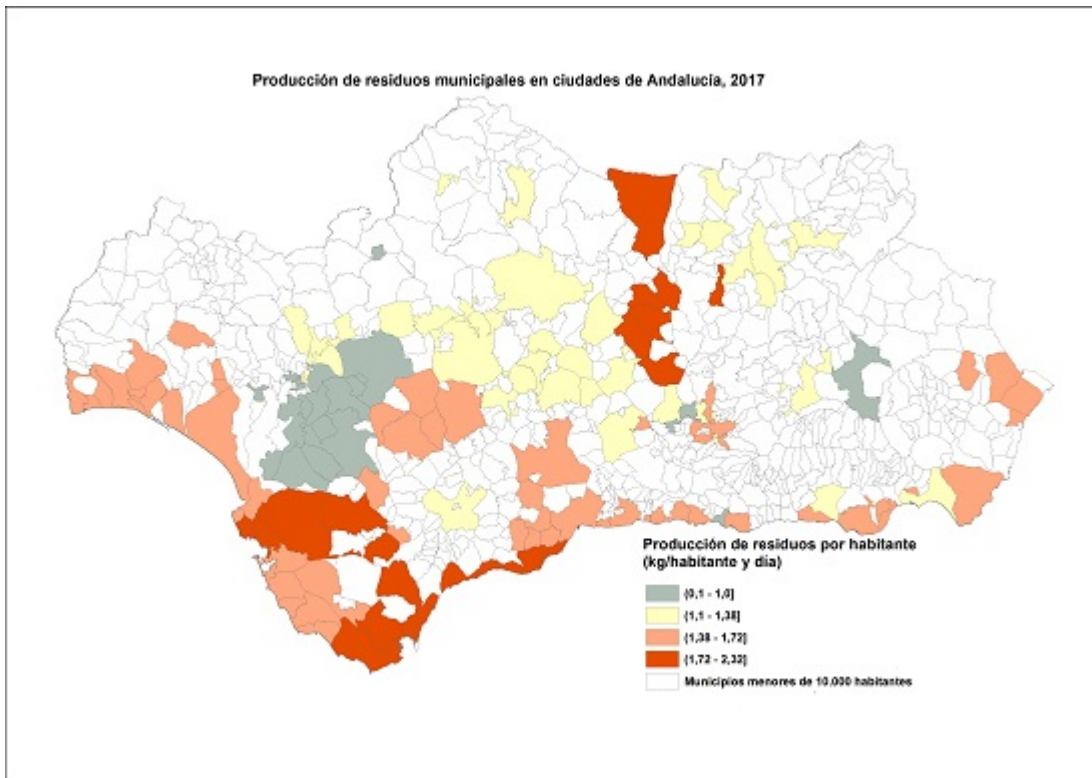 Producción de residuos municipales en ciudades de Andalucía, 2017
Producción de residuos por habitante
(kg/habitante y día)
(0,1 - 1,0]
(1,1 - 1,38]
(1,38 - 1,72]
(1,72 - 2,32]
Municipios menores de 10.000 habitantes